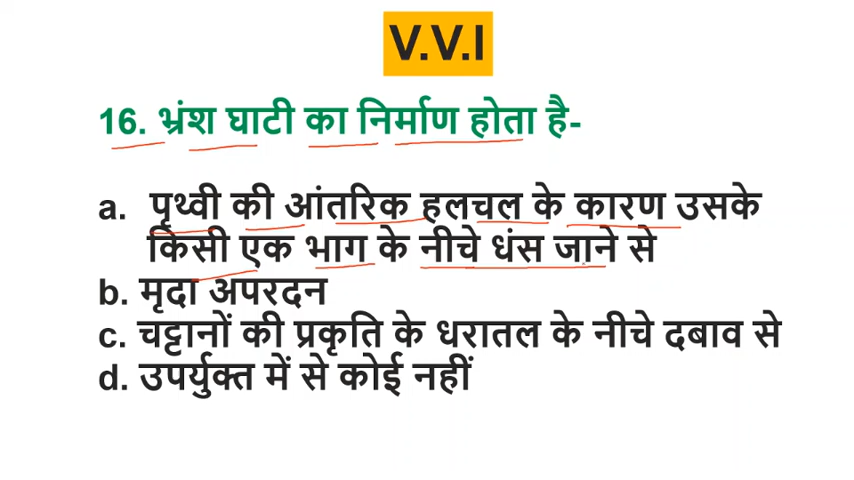 V.V.I
16. भ्रंश घाटी का निर्माण होता है-
a. पृथ्वी की आंतरिक हलचल के कारण उसके
किसी एक भाग के नीचे धंस जाने से
b. मृदा अपरदन
c. चट्टानों की प्रकृति के धरातल के नीचे दबाव से
d. उपर्युक्त में से कोई नहीं